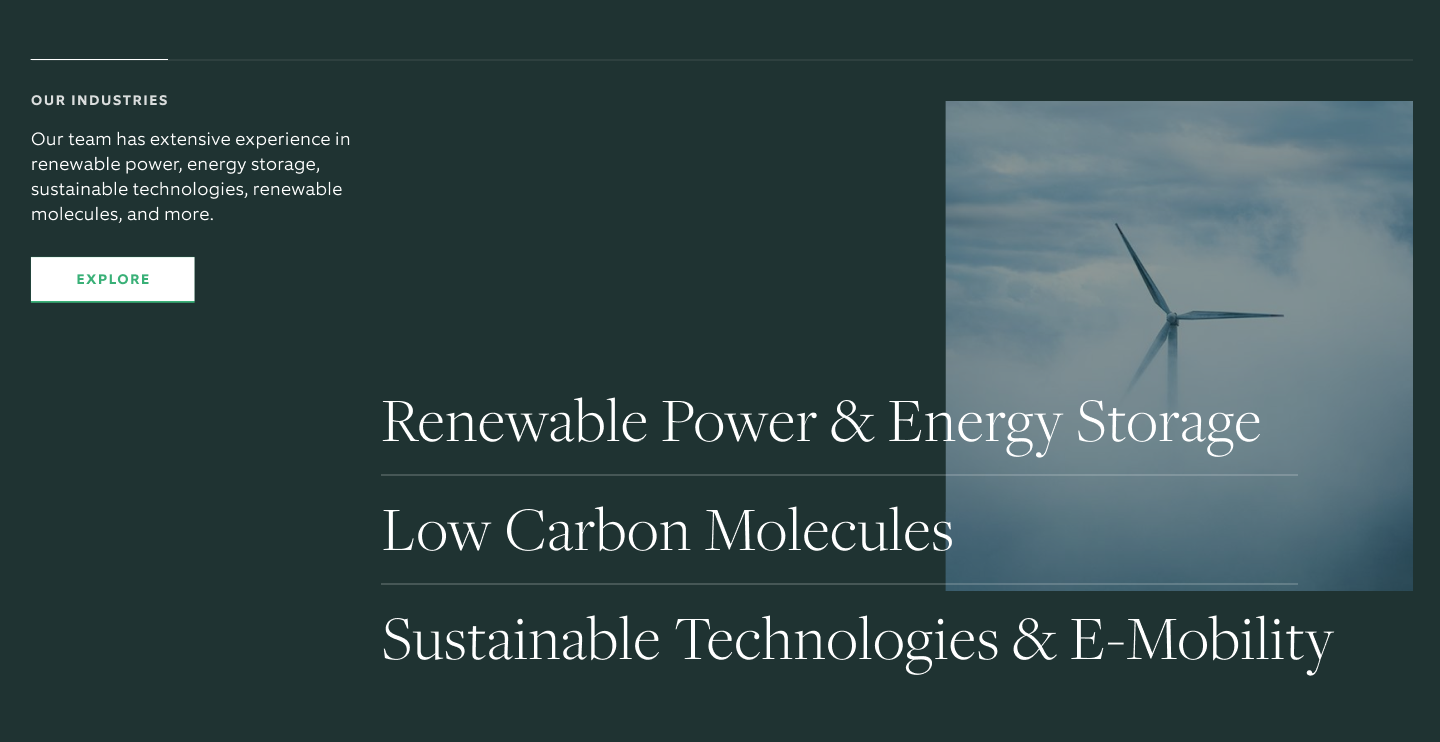 OUR INDUSTRIES
Our team has extensive experience in
renewable power, energy storage,
sustainable technologies, renewable
molecules, and more.
EXPLORE
Renewable Power & Energy Storage
Low Carbon Molecules
Sustainable Technologies & E-Mobility